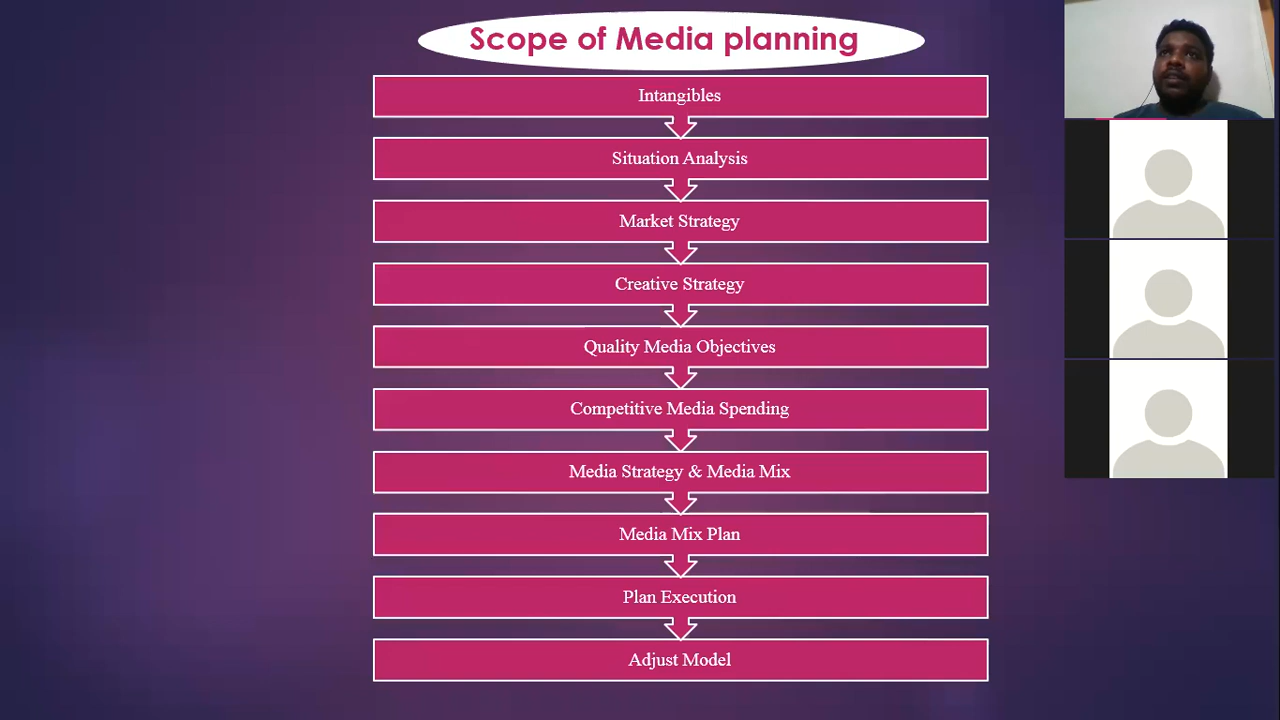 Scope of Media planning
Intangibles
Situation Analysis
Market Strategy
Creative Strategy
Quality Media Objectives
Competitive Media Spending
Media Strategy & Media Mix
Media Mix Plan
Plan Execution
Adjust Model